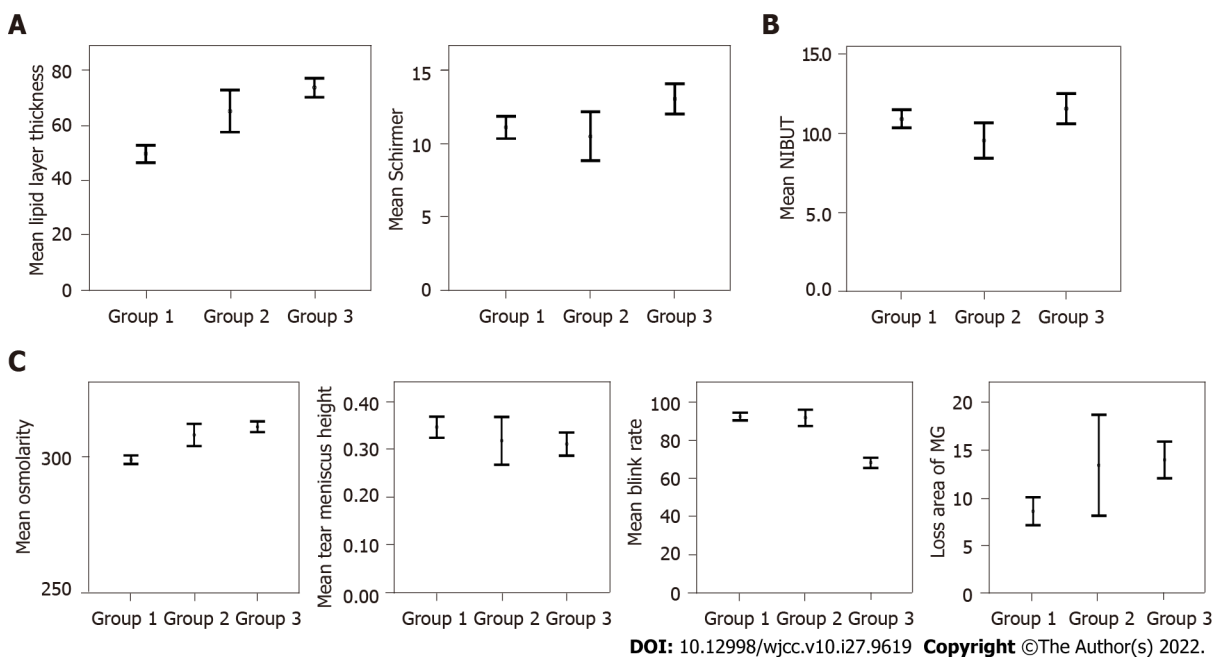 A
Mean lipid layer thickness
80
60
40
20
0
Group 1 Group 2 Group 3
Mean Schirmer
15
10
5
0
Group 1 Group 2 Group 3
B
Mean NIBUT
15.0
10.0
5.0
0.0
Group 1 Group 2 Group 3
C
Mean osmolarity
300
250
Group 1 Group 2 Group 3
Mean tear meniscus height
0.40
0.30
0.20
0.10
0.00
Group 1 Group 2 Group 3
Mean blink rate
100
80
60
40
20
0
Group 1 Group 2 Group 3
Loss area of MG
20
15
10
5
0
Group 1 Group 2 Group 3
DOI: 10.12998/wjcc.v10.i27.9619 Copyright ©The Author(s) 2022.